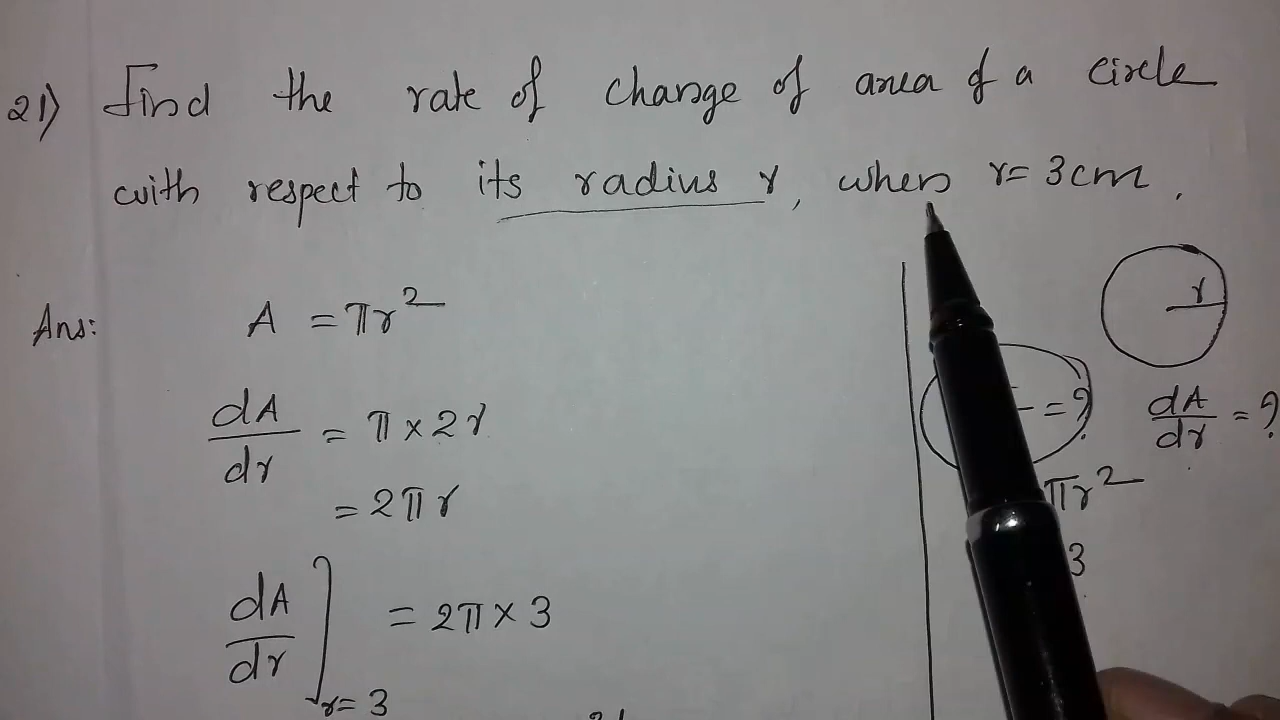 21) Find the rate of change of area of a circle
with respect to its radius r, when r = 3cm.
Ans: A = πr²
dA/dr = π × 2r
= 2πr
dA/dr]r=3 = 2π × 3
r
= ? dA/dr = ?
πr²
3